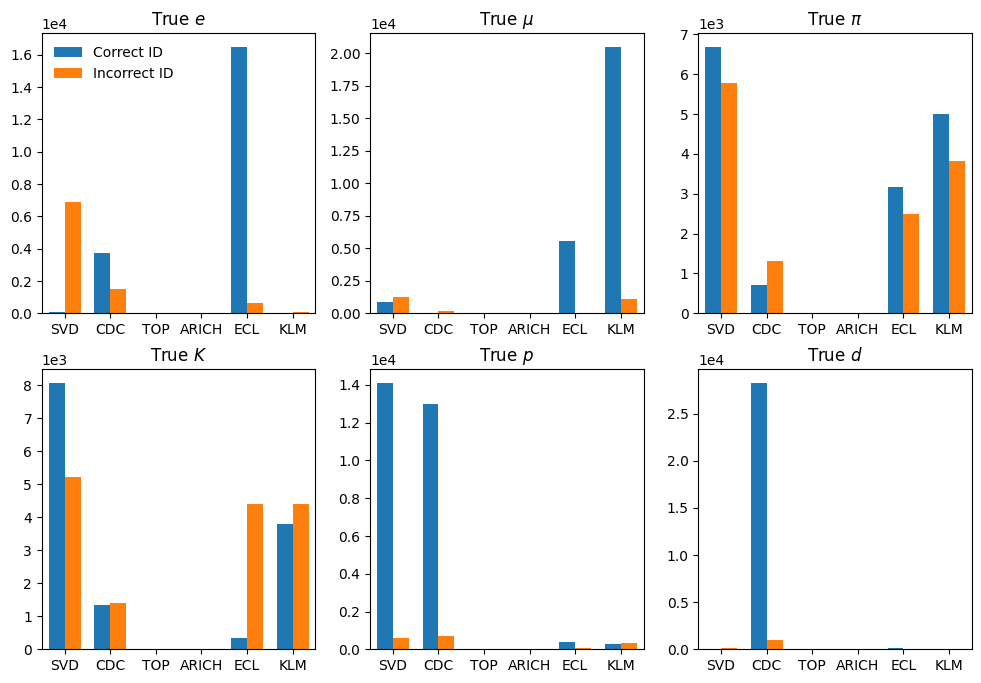 True e
1e4
Correct ID
Incorrect ID
1.6
1.4
1.2
1.0
0.8
0.6
0.4
0.2
0.0
SVD CDC TOP ARICH ECL KLM
True μ
1e4
2.00
1.75
1.50
1.25
1.00
0.75
0.50
0.25
0.00
SVD CDC TOP ARICH ECL KLM
True π
1e3
7
6
5
4
3
2
1
0
SVD CDC TOP ARICH ECL KLM
True K
1e3
8
7
6
5
4
3
2
1
0
SVD CDC TOP ARICH ECL KLM
True p
1e4
1.4
1.2
1.0
0.8
0.6
0.4
0.2
0.0
SVD CDC TOP ARICH ECL KLM
True d
1e4
2.5
2.0
1.5
1.0
0.5
0.0
SVD CDC TOP ARICH ECL KLM